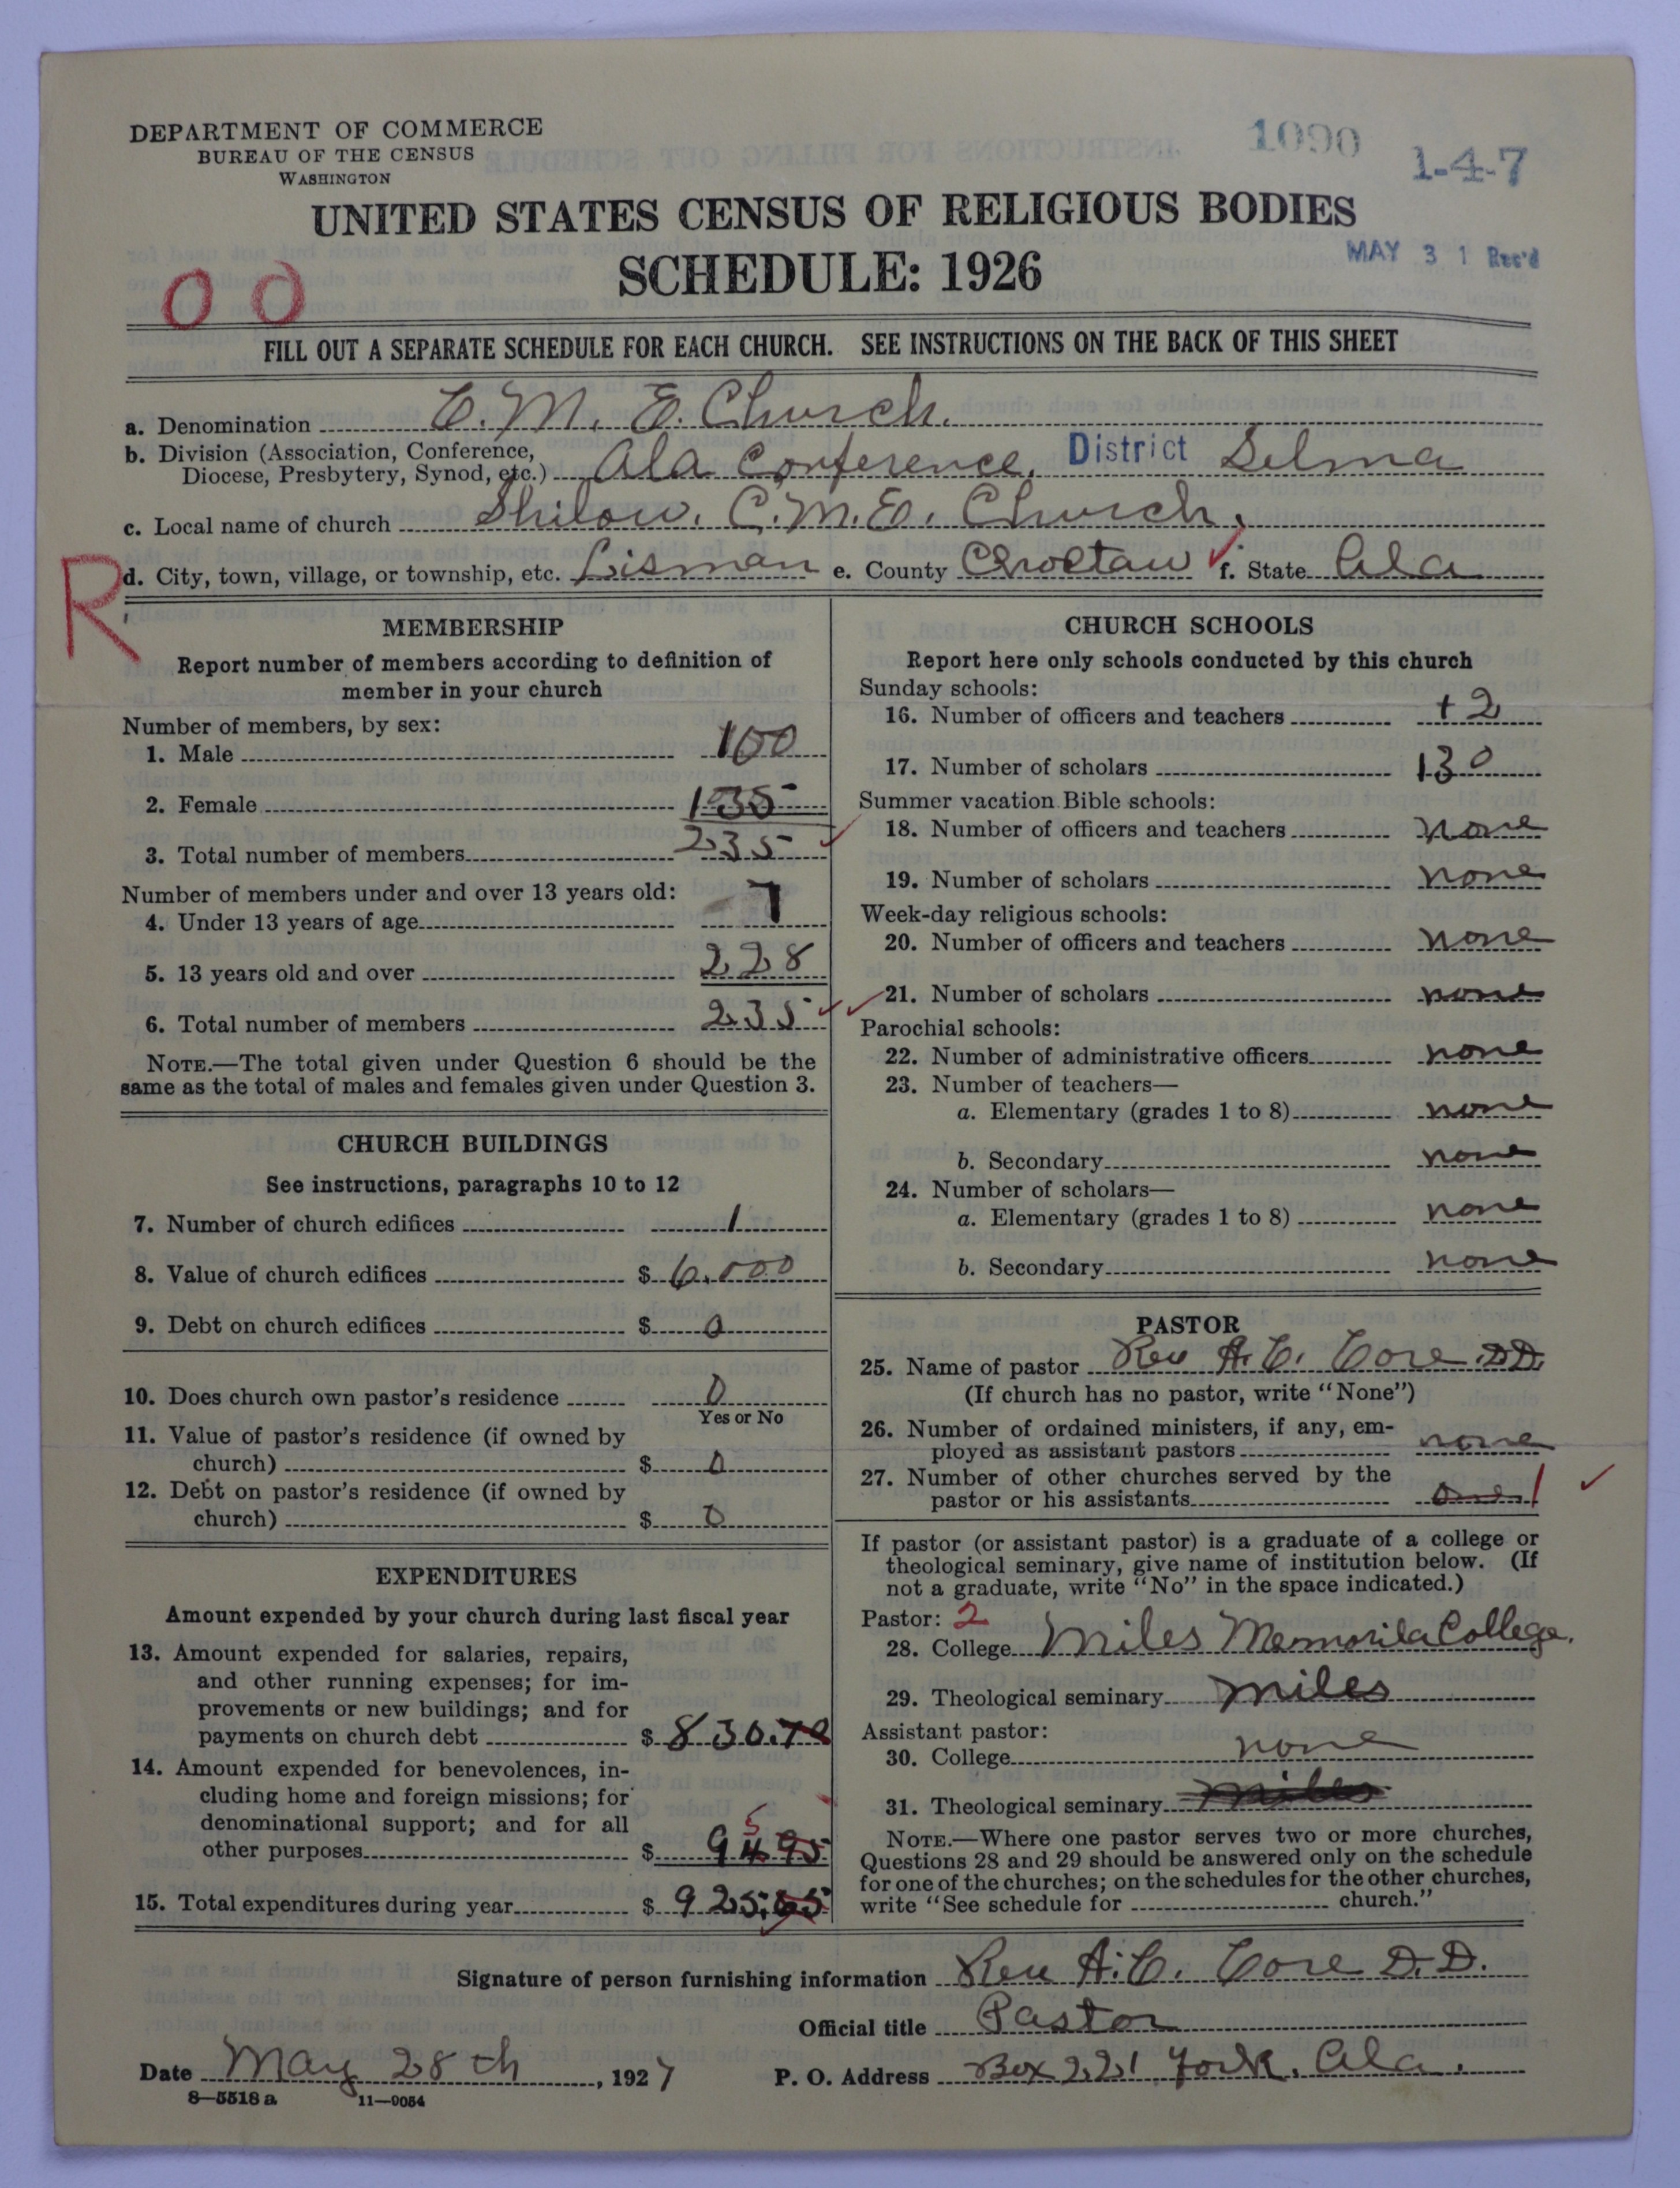 DEPARTMENT OF COMMERCE
BUREAU OF THE CENSUS
WASHINGTON
1090
1-4-7
UNITED STATES CENSUS OF RELIGIOUS BODIES
SCHEDULE: 1926
MAY 31 Rec'd
00
FILL OUT A SEPARATE SCHEDULE FOR EACH CHURCH. SEE INSTRUCTIONS ON THE BACK OF THIS SHEET
a. Denomination C. M. E. Church.
b. Division (Association, Conference,
Diocese, Presbytery, Synod, etc.) Ala Conference. District Selma
c. Local name of church Shilow. C. M. E. Church.
R d. City, town, village, or township, etc. Lisman e. County Choctaw f. State Ala
MEMBERSHIP
Report number of members according to definition of
member in your church
Number of members, by sex:
1. Male 100
2. Female 135
3. Total number of members 235
Number of members under and over 13 years old:
4. Under 13 years of age 7
5. 13 years old and over 228
6. Total number of members 235
NOTE.—The total given under Question 6 should be the
same as the total of males and females given under Question 3.
CHURCH BUILDINGS
See instructions, paragraphs 10 to 12
7. Number of church edifices 1
8. Value of church edifices $ 6.000
9. Debt on church edifices $ 0
10. Does church own pastor's residence 0
Yes or No
11. Value of pastor's residence (if owned by
church) $ 0
12. Debt on pastor's residence (if owned by
church) $ 0
EXPENDITURES
Amount expended by your church during last fiscal year
13. Amount expended for salaries, repairs,
and other running expenses; for im-
provements or new buildings; and for
payments on church debt $ 830.70
14. Amount expended for benevolences, in-
cluding home and foreign missions; for
denominational support; and for all
5
other purposes $ 94 95
15. Total expenditures during year $ 925.65
CHURCH SCHOOLS
Report here only schools conducted by this church
Sunday schools:
16. Number of officers and teachers +2
17. Number of scholars 130
Summer vacation Bible schools:
18. Number of officers and teachers none
19. Number of scholars none
Week-day religious schools:
20. Number of officers and teachers none
21. Number of scholars none
Parochial schools:
22. Number of administrative officers none
23. Number of teachers—
a. Elementary (grades 1 to 8) none
b. Secondary none
24. Number of scholars—
a. Elementary (grades 1 to 8) none
b. Secondary none
PASTOR
25. Name of pastor Rev A. C. Core DD.
(If church has no pastor, write "None")
26. Number of ordained ministers, if any, em-
ployed as assistant pastors none
27. Number of other churches served by the
pastor or his assistants one 1
If pastor (or assistant pastor) is a graduate of a college or
theological seminary, give name of institution below. (If
not a graduate, write "No" in the space indicated.)
Pastor: 2
28. College Miles Memorila College.
29. Theological seminary Miles
Assistant pastor:
30. College none
31. Theological seminary Miles
NOTE.—Where one pastor serves two or more churches,
Questions 28 and 29 should be answered only on the schedule
for one of the churches; on the schedules for the other churches,
write "See schedule for church."
Signature of person furnishing information Rev A. C. Core D. D.
Official title Pastor
Date May 28th, 1927 P. O. Address Box 221 York, Ala.
8—5518 a 11—9054